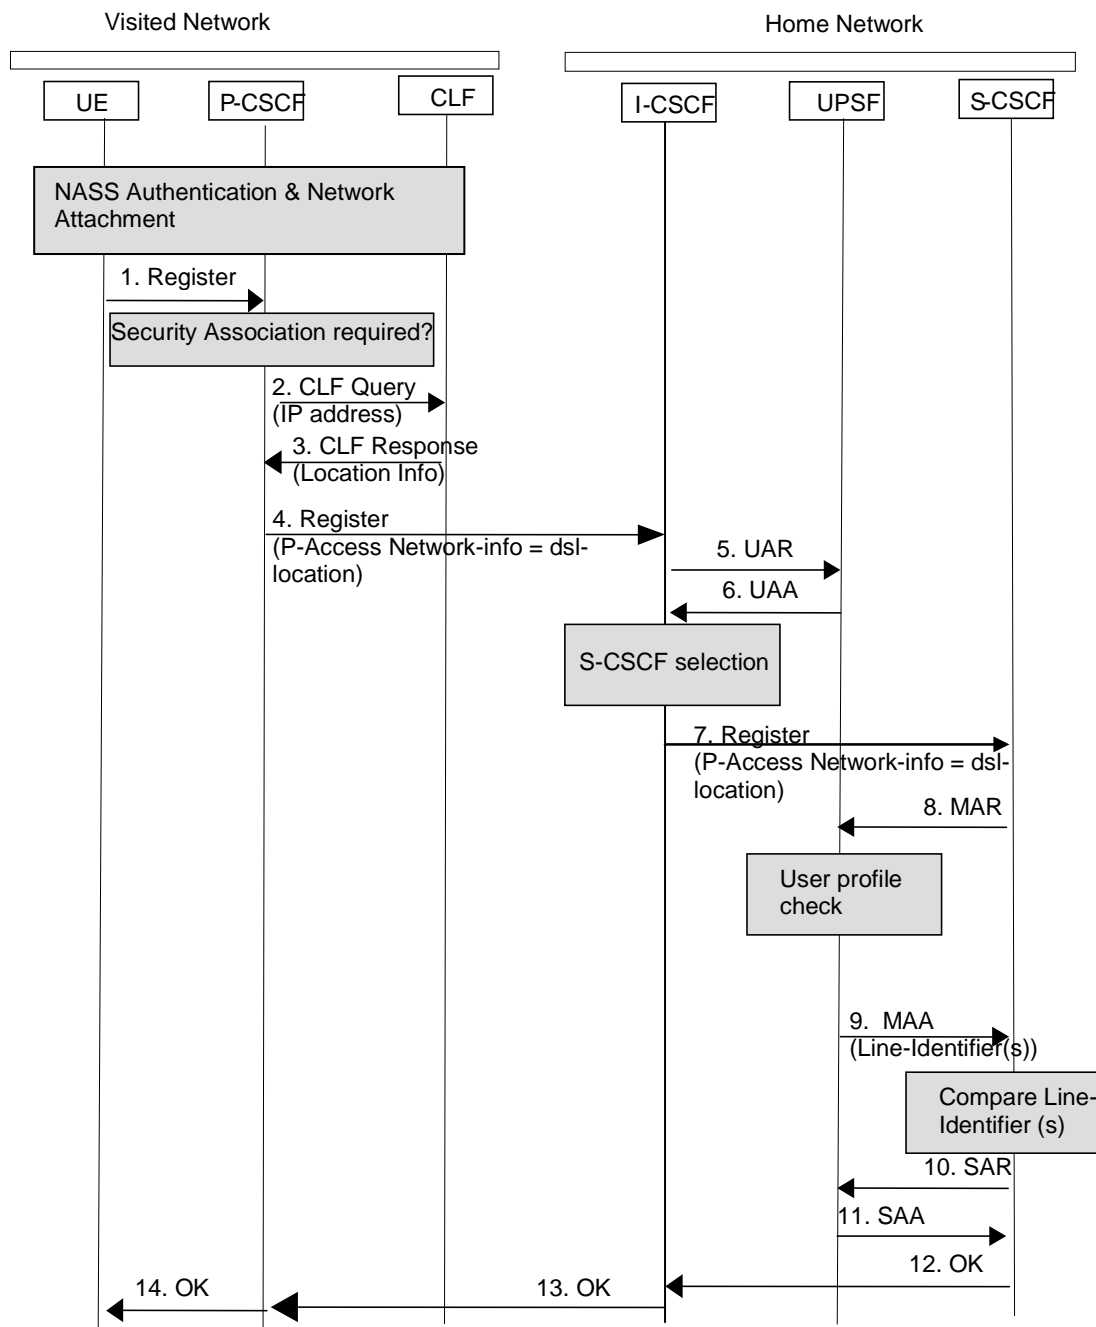 Visited Network
Home Network
UE
P-CSCF
CLF
I-CSCF
UPSF
S-CSCF
NASS Authentication & Network
Attachment
1. Register
Security Association required?
2. CLF Query
(IP address)
3. CLF Response
(Location Info)
4. Register
(P-Access Network-info = dsl-
location)
5. UAR
6. UAA
S-CSCF selection
7. Register
(P-Access Network-info = dsl-
location)
8. MAR
User profile
check
9. MAA
(Line-Identifier(s))
Compare Line-
Identifier (s)
10. SAR
11. SAA
12. OK
13. OK
14. OK